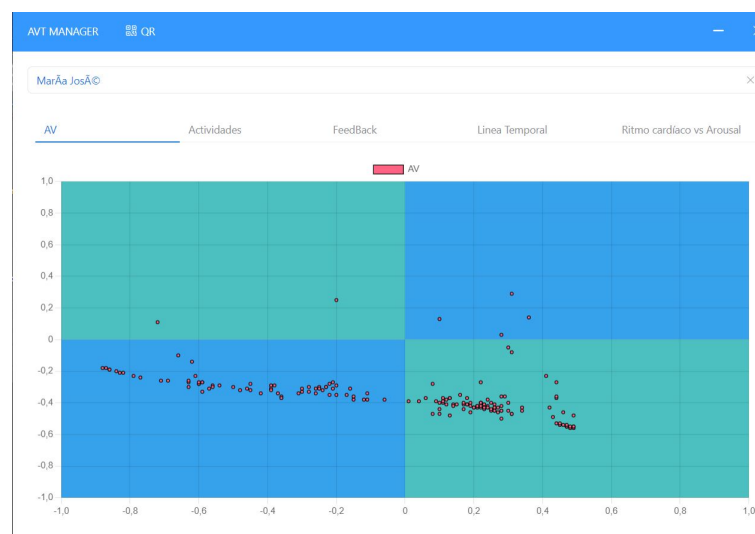 AVT MANAGER QR
MarÃa JosÃ©
AV Actividades FeedBack Linea Temporal Ritmo cardíaco vs Arousal
AV
1,0
0,8
0,6
0,4
0,2
0
-0,2
-0,4
-0,6
-0,8
-1,0
-1,0 -0,8 -0,6 -0,4 -0,2 0 0,2 0,4 0,6 0,8 1,0